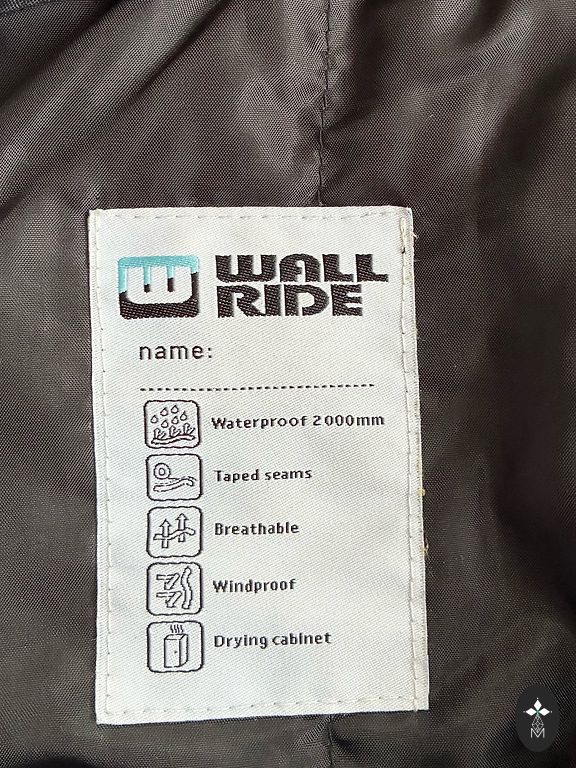 WALL
RIDE
name:
Waterproof 2000mm
Taped seams
Breathable
Windproof
Drying cabinet